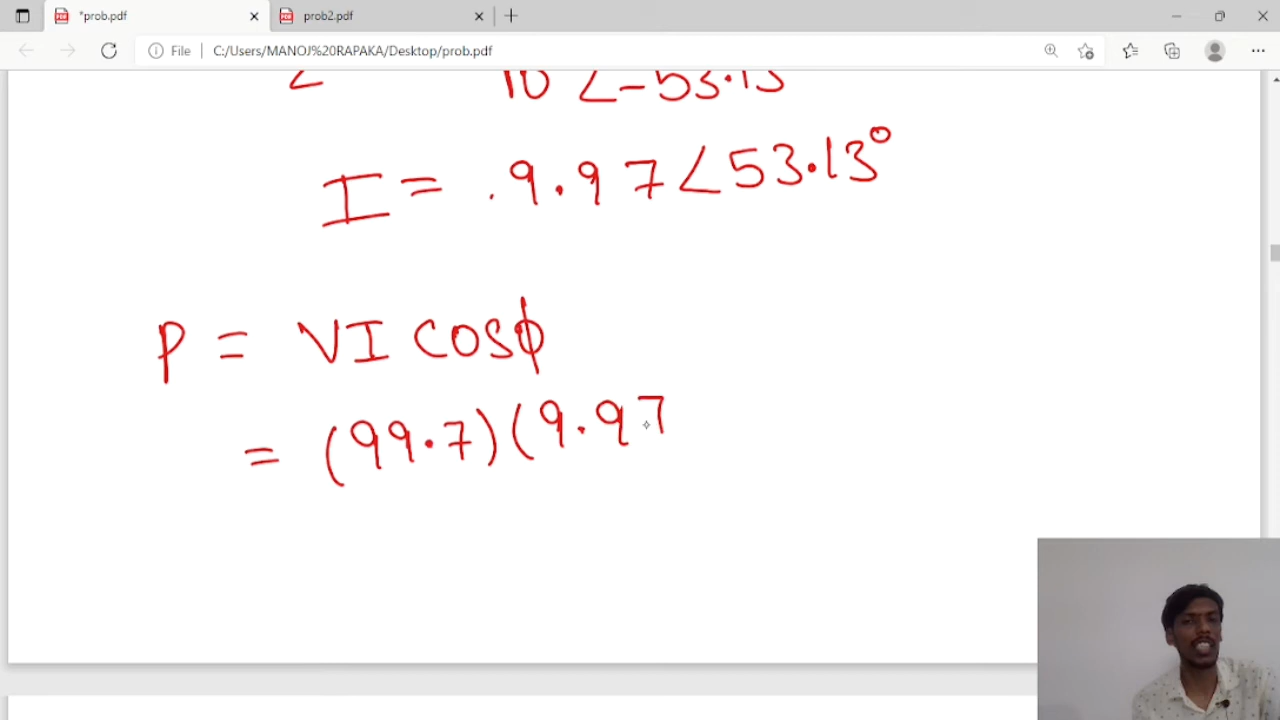 *prob.pdf
prob2.pdf
File
C:/Users/MANOJ%20RAPAKA/Desktop/prob.pdf
10 ∠-53.13
I = .9.97∠53.13°
P = VI cosϕ
= (99.7)(9.97